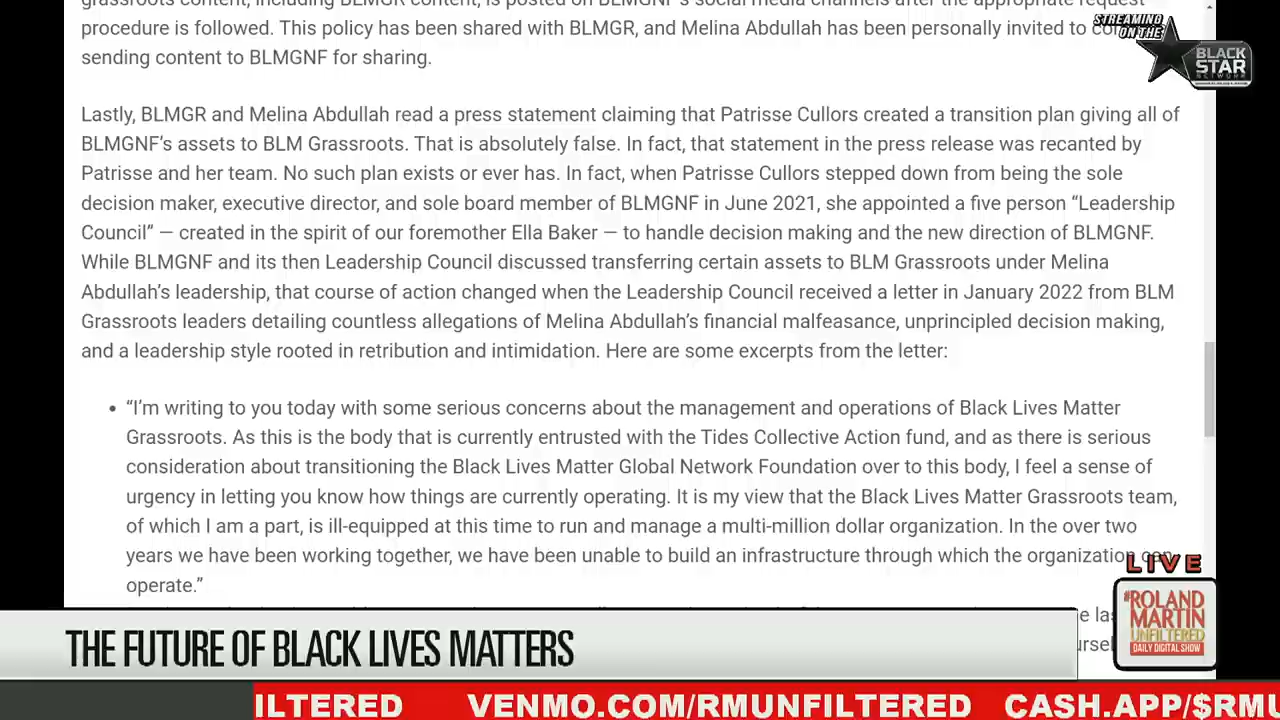 grassroots content, including BLMGR content, is posted on BLMGNF's social media channels after the appropriate request
procedure is followed. This policy has been shared with BLMGR, and Melina Abdullah has been personally invited to
sending content to BLMGNF for sharing.
STREAMING
ON THE
BLACK
STAR
NETWORK
Lastly, BLMGR and Melina Abdullah read a press statement claiming that Patrisse Cullors created a transition plan giving all of
BLMGNF’s assets to BLM Grassroots. That is absolutely false. In fact, that statement in the press release was recanted by
Patrisse and her team. No such plan exists or ever has. In fact, when Patrisse Cullors stepped down from being the sole
decision maker, executive director, and sole board member of BLMGNF in June 2021, she appointed a five person “Leadership
Council” — created in the spirit of our foremother Ella Baker — to handle decision making and the new direction of BLMGNF.
While BLMGNF and its then Leadership Council discussed transferring certain assets to BLM Grassroots under Melina
Abdullah’s leadership, that course of action changed when the Leadership Council received a letter in January 2022 from BLM
Grassroots leaders detailing countless allegations of Melina Abdullah’s financial malfeasance, unprincipled decision making,
and a leadership style rooted in retribution and intimidation. Here are some excerpts from the letter:
• “I’m writing to you today with some serious concerns about the management and operations of Black Lives Matter
Grassroots. As this is the body that is currently entrusted with the Tides Collective Action fund, and as there is serious
consideration about transitioning the Black Lives Matter Global Network Foundation over to this body, I feel a sense of
urgency in letting you know how things are currently operating. It is my view that the Black Lives Matter Grassroots team,
of which I am a part, is ill-equipped at this time to run and manage a multi-million dollar organization. In the over two
years we have been working together, we have been unable to build an infrastructure through which the organization can
operate.”
LIVE
#ROLAND
MARTIN
UNFILTERED
DAILY DIGITAL SHOW
THE FUTURE OF BLACK LIVES MATTERS
ILTERED VENMO.COM/RMUNFILTERED CASH.APP/$RMU